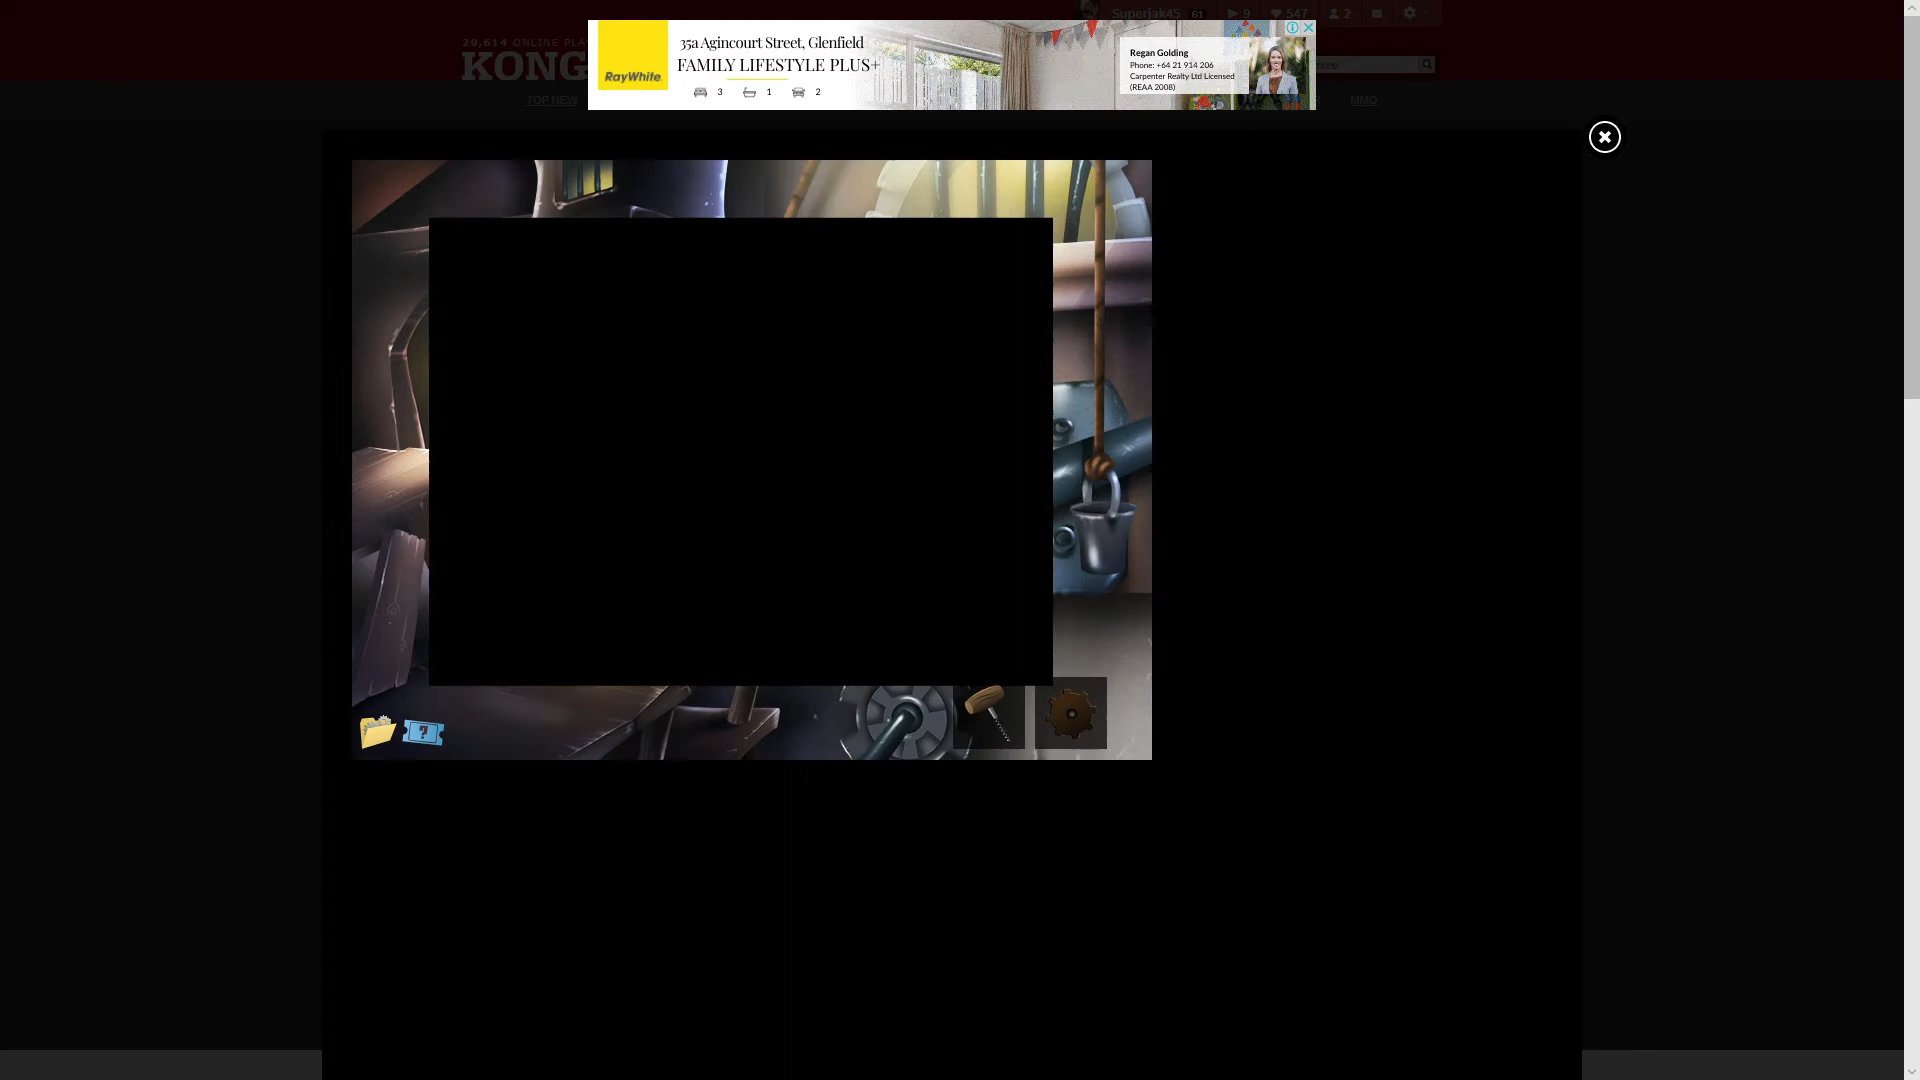 Superjak45 61 9 547 2
29,614 ONLINE PLA
KONG
TOP NEW
MMO
RayWhite.
35a Agincourt Street, Glenfield
FAMILY LIFESTYLE PLUS+
3 1 2
Regan Golding
Phone: +64 21 914 206
Carpenter Realty Ltd Licensed
(REAA 2008)
?